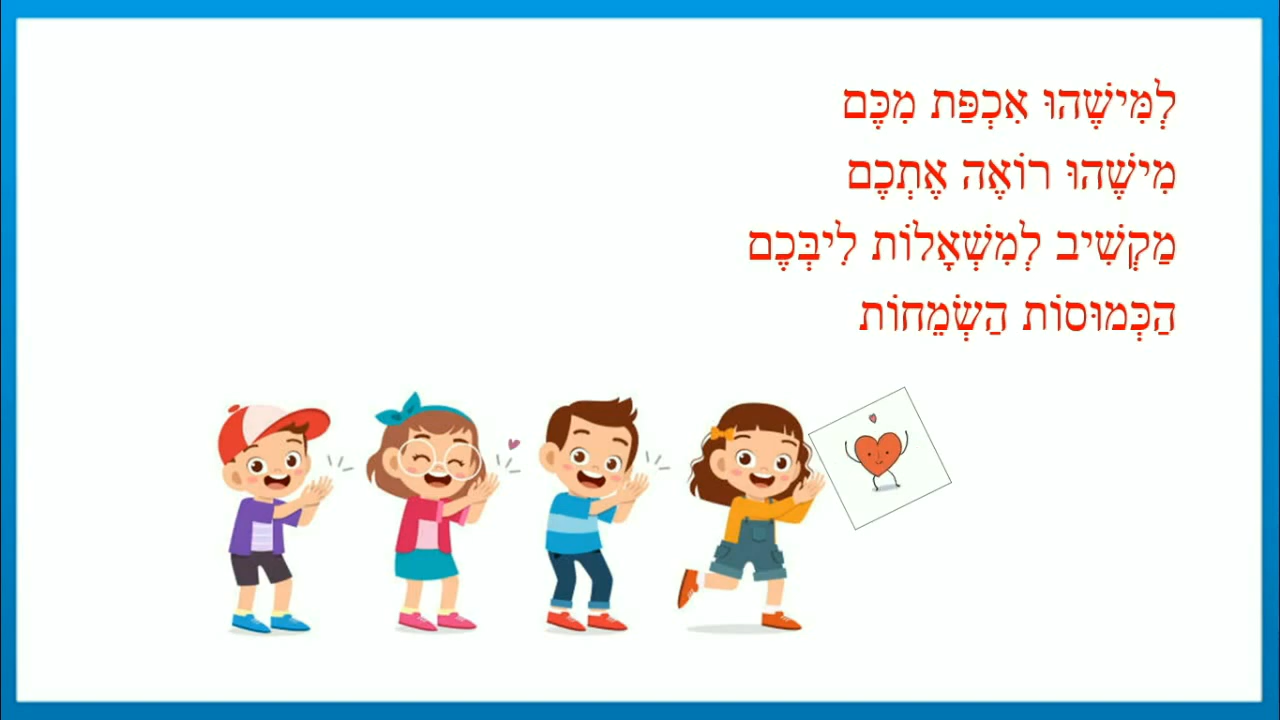 לְמִּישֶׁהוּ אִכְפַּת מִכֶּם
מִישֶׁהוּ רוֹאֶה אֶתְכֶם
מַקְשִׁיב לְמִשְׁאָלוֹת לִיבְּכֶם
הַכְּמוּסוֹת הַשְּׂמֵחוֹת